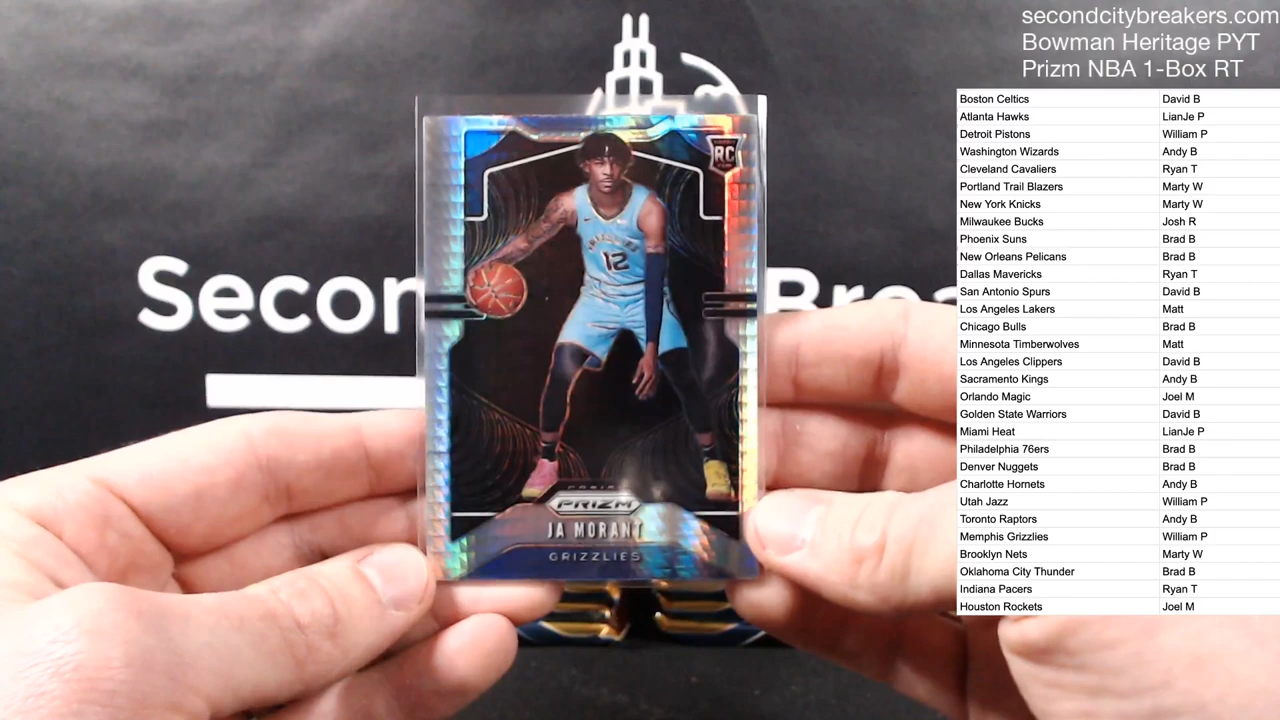 secondcitybreakers.com
Bowman Heritage PYT
Prizm NBA 1-Box RT
Boston Celtics David B
Atlanta Hawks LianJe P
Detroit Pistons William P
Washington Wizards Andy B
Cleveland Cavaliers Ryan T
Portland Trail Blazers Marty W
New York Knicks Marty W
Milwaukee Bucks Josh R
Phoenix Suns Brad B
New Orleans Pelicans Brad B
Dallas Mavericks Ryan T
San Antonio Spurs David B
Los Angeles Lakers Matt
Chicago Bulls Brad B
Minnesota Timberwolves Matt
Los Angeles Clippers David B
Sacramento Kings Andy B
Orlando Magic Joel M
Golden State Warriors David B
Miami Heat LianJe P
Philadelphia 76ers Brad B
Denver Nuggets Brad B
Charlotte Hornets Andy B
Utah Jazz William P
Toronto Raptors Andy B
Memphis Grizzlies William P
Brooklyn Nets Marty W
Oklahoma City Thunder Brad B
Indiana Pacers Ryan T
Houston Rockets Joel M
RC
GRIZZLIES
12
PANINI
PRIZM
JA MORANT
GRIZZLIES
Secon
Brea